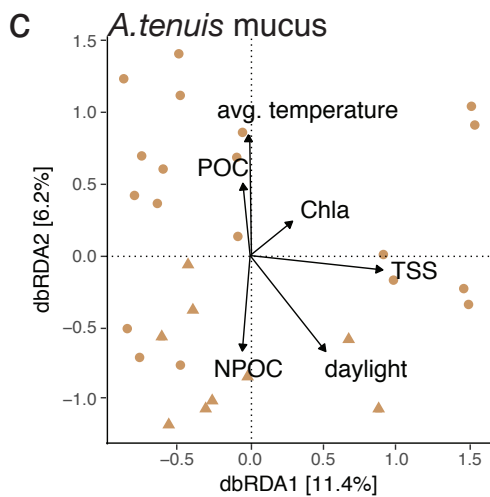 C A.tenuis mucus
1.5
1.0
avg. temperature
POC
0.5
Chla
0.0
TSS
−0.5
NPOC daylight
−1.0
−0.5 0.0 0.5 1.0 1.5
dbRDA1 [11.4%]
dbRDA2 [6.2%]